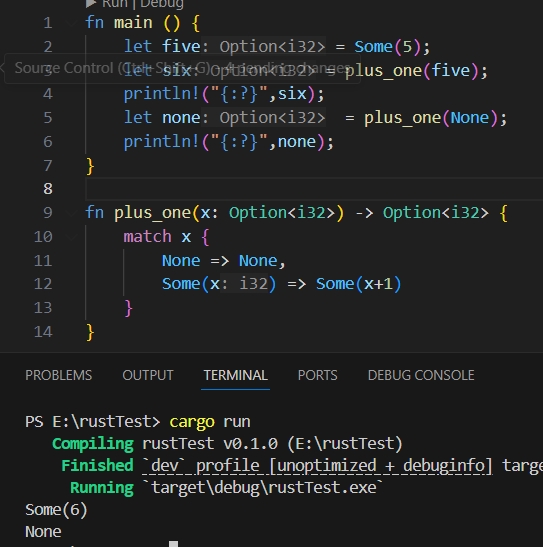 ▶ Run | Debug
1 fn main () {
2 let five: Option<i32> = Some(5);
Source Control (Ctrl+Shift+G) - 4 pending changes
3 let six: Option<i32> = plus_one(five);
4 println!("{:?}",six);
5 let none: Option<i32> = plus_one(None);
6 println!("{:?}",none);
7 }
8
9 fn plus_one(x: Option<i32>) -> Option<i32> {
10 match x {
11 None => None,
12 Some(x: i32) => Some(x+1)
13 }
14 }
PROBLEMS OUTPUT TERMINAL PORTS DEBUG CONSOLE
PS E:\rustTest> cargo run
Compiling rustTest v0.1.0 (E:\rustTest)
Finished `dev` profile [unoptimized + debuginfo] targe
Running `target\debug\rustTest.exe`
Some(6)
None